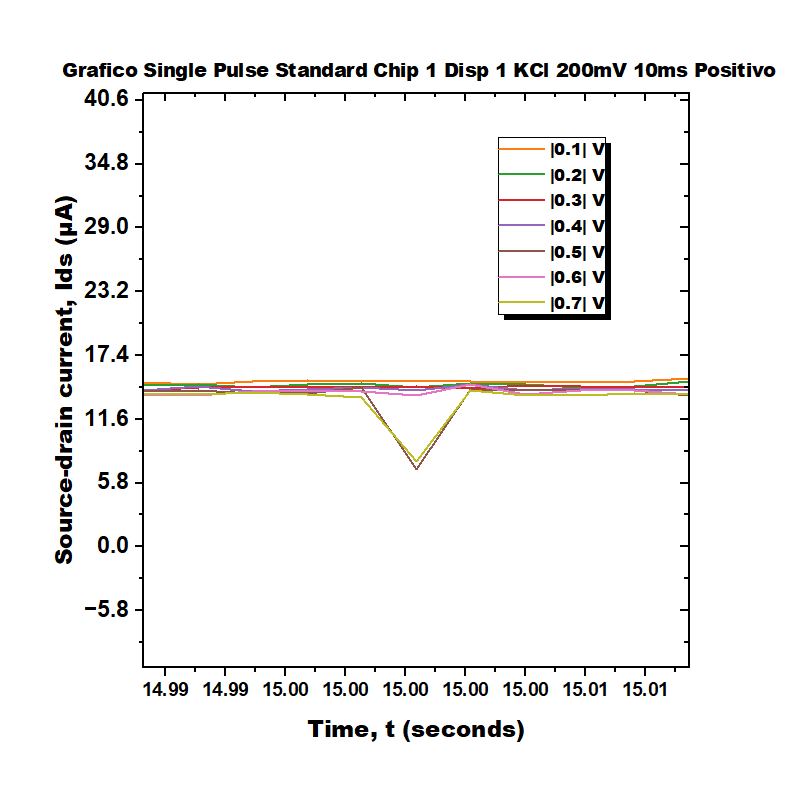 Grafico Single Pulse Standard Chip 1 Disp 1 KCl 200mV 10ms Positivo
40.6
34.8
29.0
23.2
17.4
11.6
5.8
0.0
−5.8
Source-drain current, Ids (µA)
|0.1| V
|0.2| V
|0.3| V
|0.4| V
|0.5| V
|0.6| V
|0.7| V
14.99 14.99 15.00 15.00 15.00 15.00 15.00 15.01 15.01
Time, t (seconds)